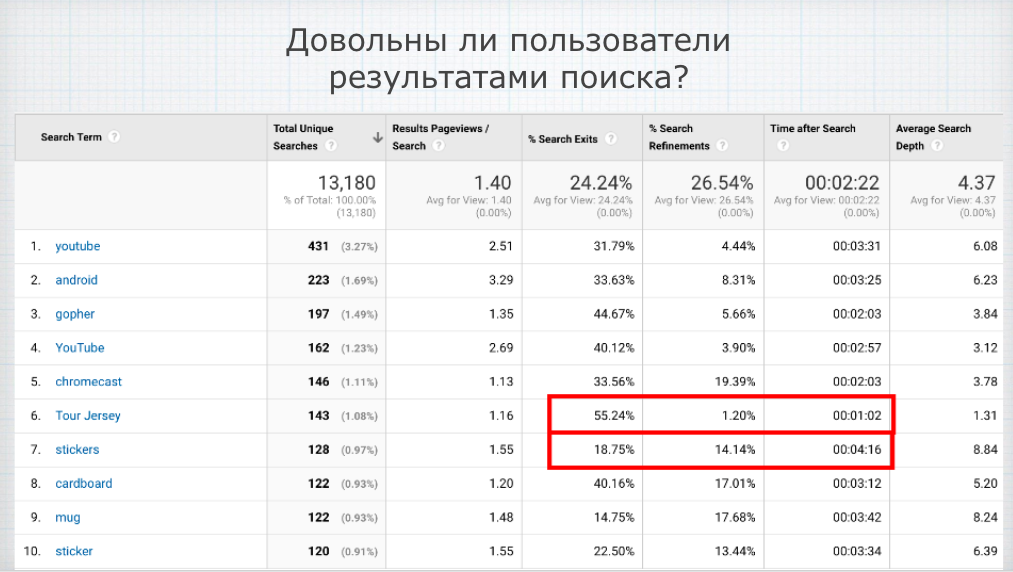 Довольны ли пользователи
результатами поиска?
Search Term ?
Total Unique
Searches ?
Results Pageviews /
Search ?
% Search Exits ?
% Search
Refinements ?
Time after Search
?
Average Search
Depth ?
13,180
% of Total: 100.00%
(13,180)
1.40
Avg for View: 1.40
(0.00%)
24.24%
Avg for View: 24.24%
(0.00%)
26.54%
Avg for View: 26.54%
(0.00%)
00:02:22
Avg for View: 00:02:22
(0.00%)
4.37
Avg for View: 4.37
(0.00%)
1. youtube 431 (3.27%) 2.51 31.79% 4.44% 00:03:31 6.08
2. android 223 (1.69%) 3.29 33.63% 8.31% 00:03:25 6.23
3. gopher 197 (1.49%) 1.35 44.67% 5.66% 00:02:03 3.84
4. YouTube 162 (1.23%) 2.69 40.12% 3.90% 00:02:57 3.12
5. chromecast 146 (1.11%) 1.13 33.56% 19.39% 00:02:03 3.78
6. Tour Jersey 143 (1.08%) 1.16 55.24% 1.20% 00:01:02 1.31
7. stickers 128 (0.97%) 1.55 18.75% 14.14% 00:04:16 8.84
8. cardboard 122 (0.93%) 1.20 40.16% 17.01% 00:03:12 5.20
9. mug 122 (0.93%) 1.48 14.75% 17.68% 00:03:42 8.24
10. sticker 120 (0.91%) 1.55 22.50% 13.44% 00:03:34 6.39